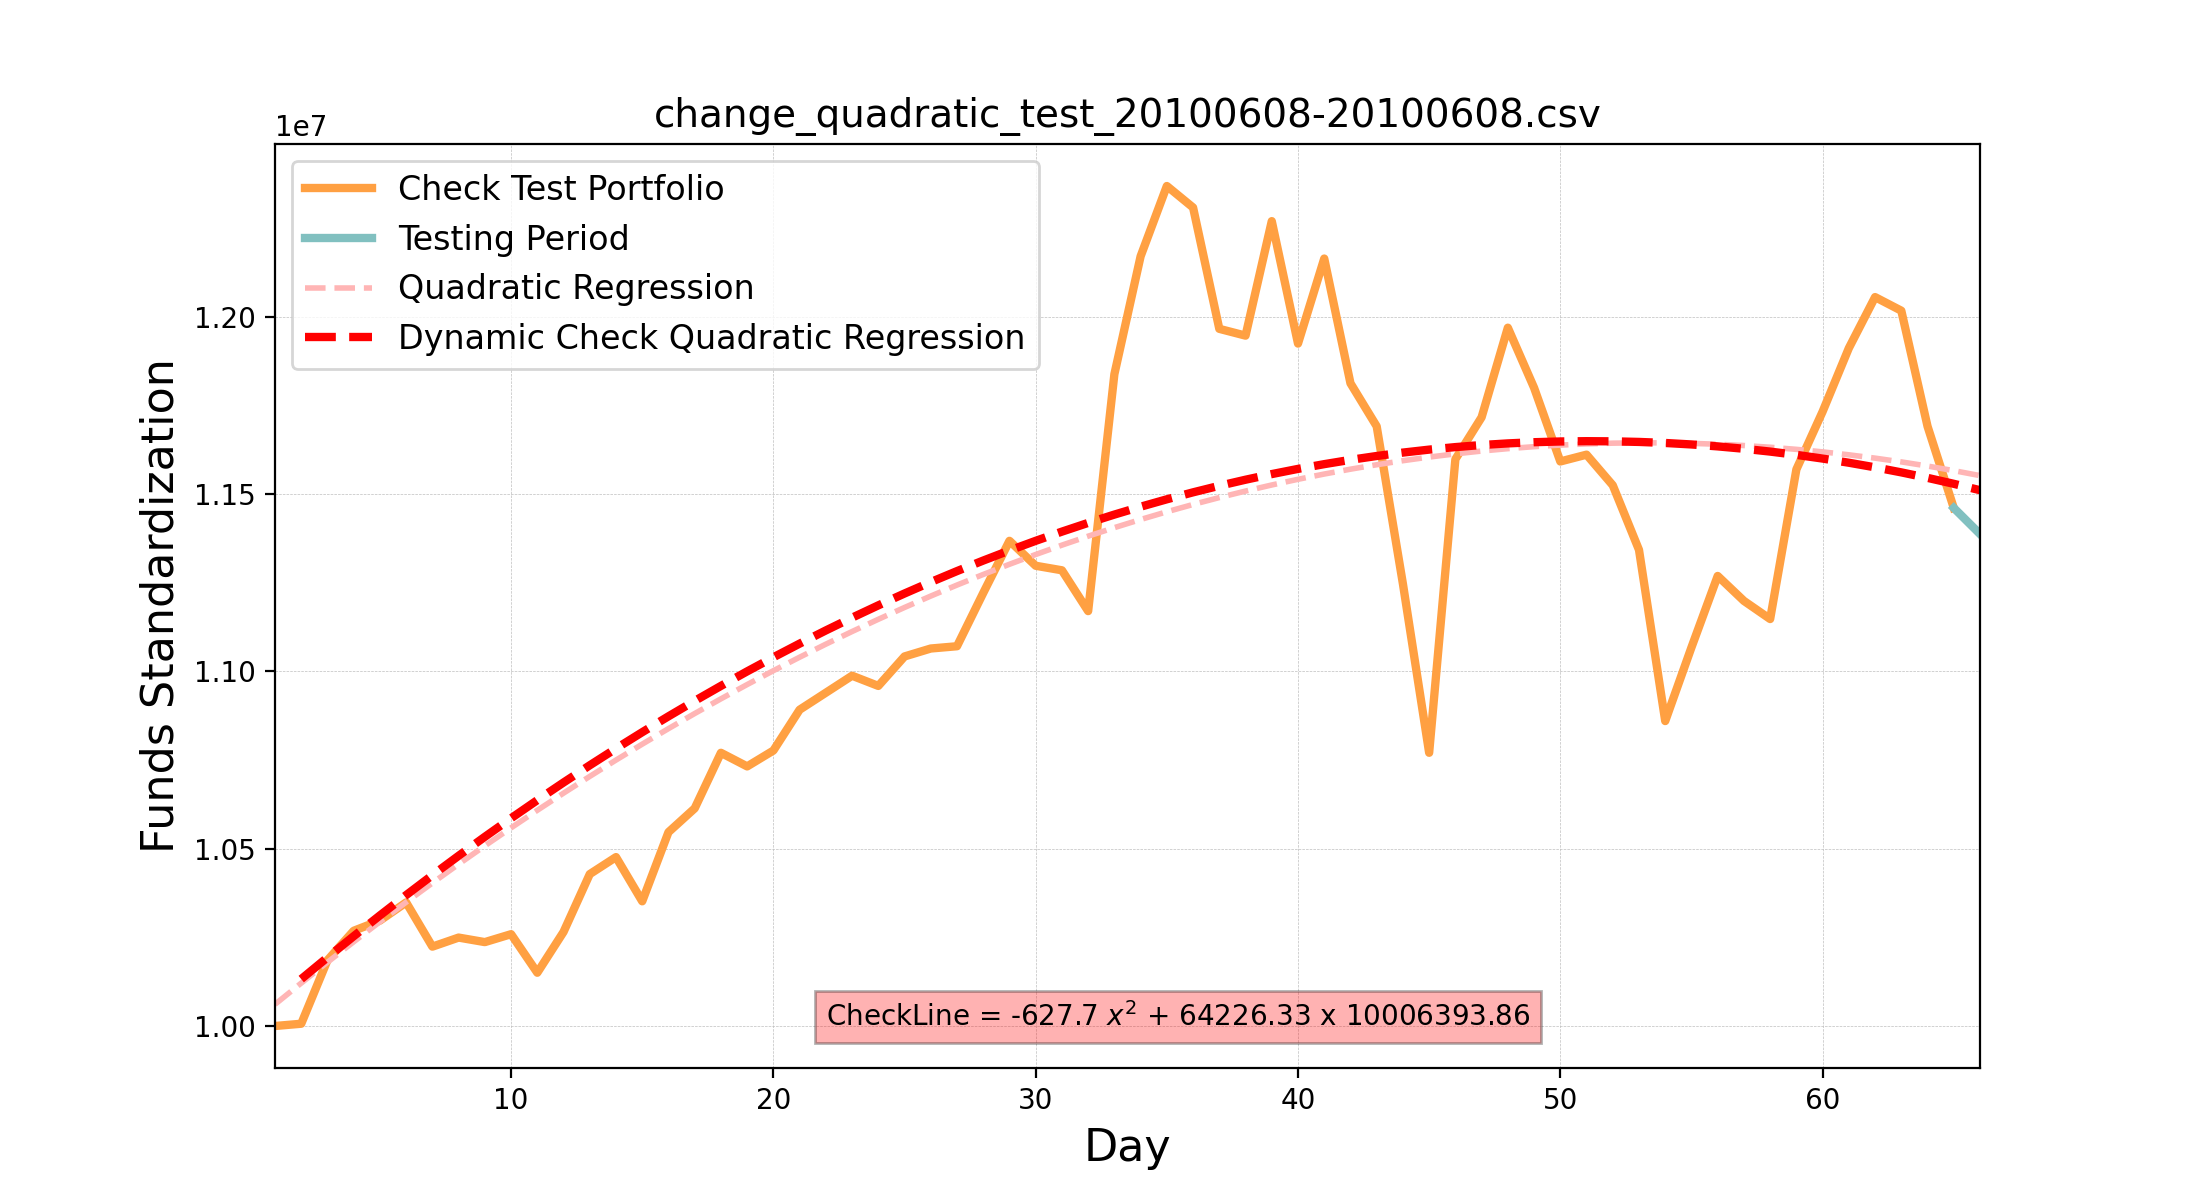 change_quadratic_test_20100608-20100608.csv
1e7
Check Test Portfolio
Testing Period
Quadratic Regression
Dynamic Check Quadratic Regression
Funds Standardization
1.20
1.15
1.10
1.05
1.00
CheckLine = -627.7 x² + 64226.33 x 10006393.86
10 20 30 40 50 60
Day